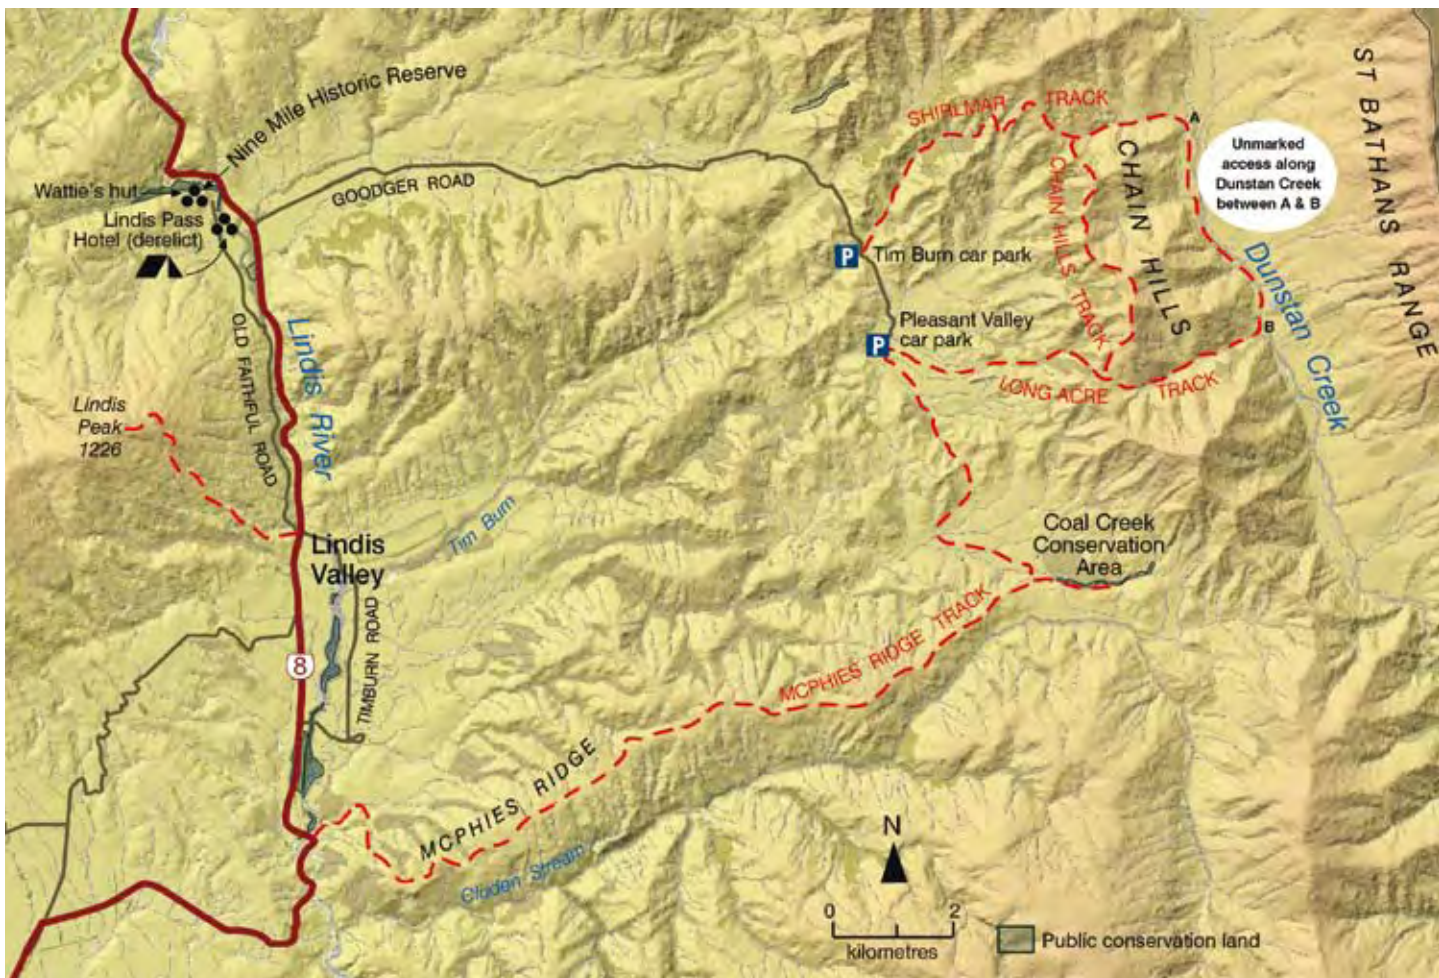 Nine Mile Historic Reserve
Wattie's hut
Lindis Pass
Hotel (derelict)
GOODGER ROAD
SHIRLMAR TRACK
A
Unmarked
access along
Dunstan Creek
between A & B
ST BATHANS RANGE
CHAIN HILLS
CHAIN HILLS TRACK
P
Tim Burn car park
Dunstan Creek
Pleasant Valley
car park
P
B
LONG ACRE TRACK
OLD FAITHFUL ROAD
Lindis River
Lindis
Peak
1226
Tim Burn
Lindis
Valley
Coal Creek
Conservation
Area
TIMBURN ROAD
8
MCPHIES RIDGE TRACK
MCPHIES RIDGE
Cluden Stream
N
0 2
kilometres
Public conservation land